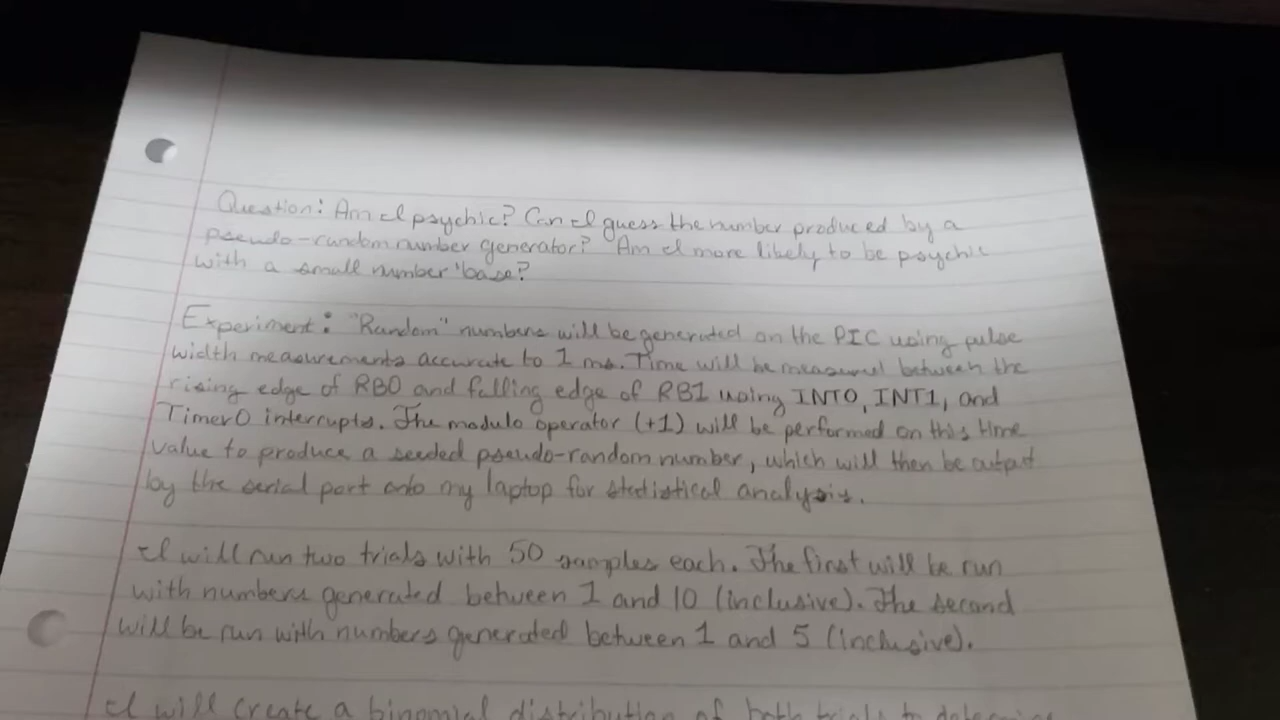 Question: Am I psychic? Can I guess the number produced by a
pseudo-random number generator? Am I more likely to be psychic
with a small number 'base?
Experiment: "Random" numbers will be generated on the PIC using pulse
width measurements accurate to 1 ms. Time will be measured between the
rising edge of RB0 and falling edge of RB1 using INT0, INT1, and
Timer0 interrupts. The modulo operator (+1) will be performed on this time
value to produce a seeded pseudo-random number, which will then be output
by the serial port onto my laptop for statistical analysis.
I will run two trials with 50 samples each. The first will be run
with numbers generated between 1 and 10 (inclusive). The second
will be run with numbers generated between 1 and 5 (inclusive).
I will create a binomial distribution of both trials to determine